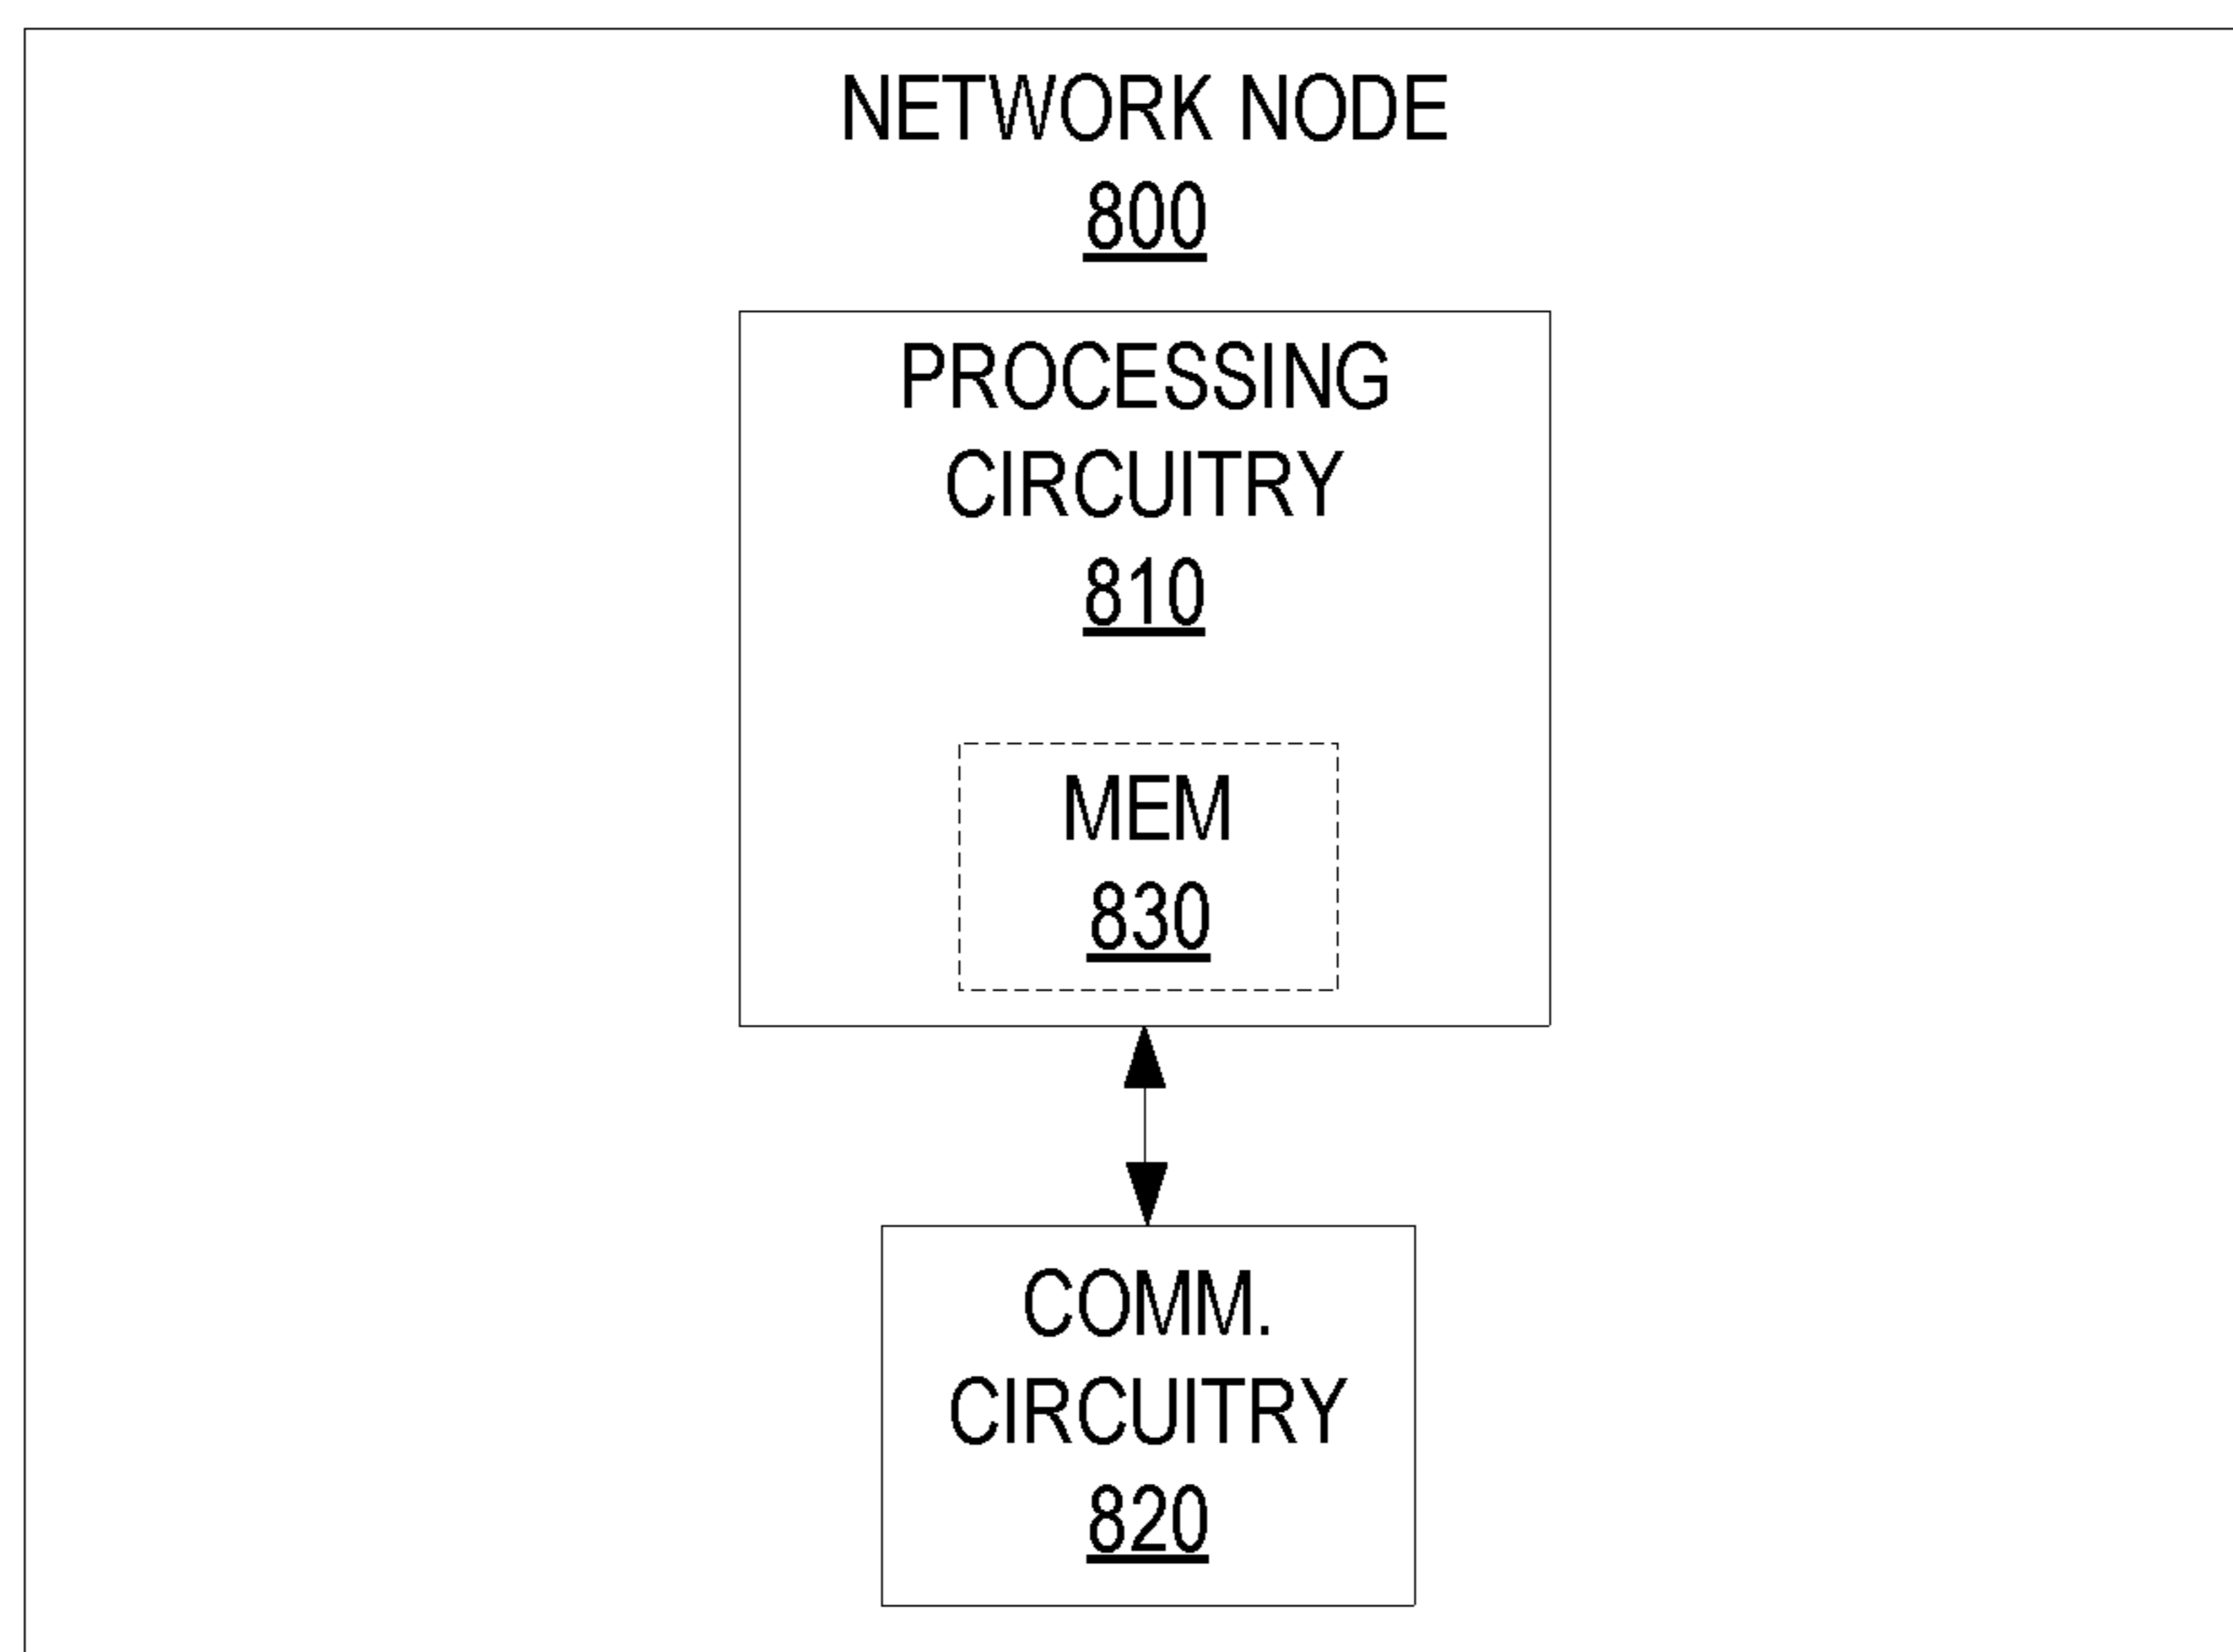 NETWORK NODE
800
PROCESSING
CIRCUITRY
810
MEM
830
COMM.
CIRCUITRY
820